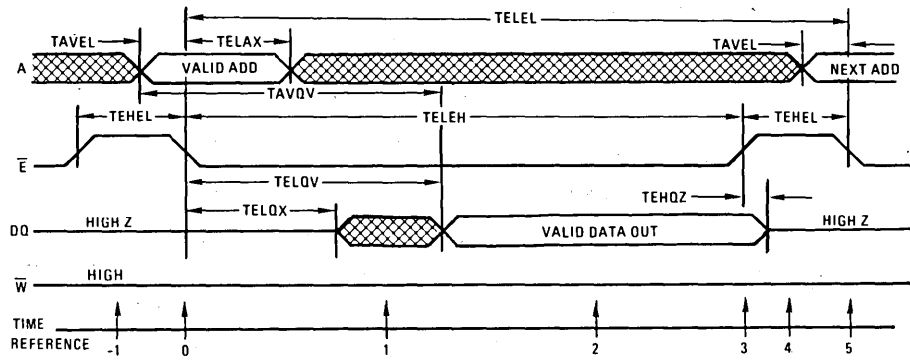 TELEL
TAVEL TELAX TAVEL
A VALID ADD NEXT ADD
TAVQV
TEHEL TELEH TEHEL
E
TELQV
TEHQZ
TELQX
DQ HIGH Z VALID DATA OUT HIGH Z
W HIGH
TIME
REFERENCE -1 0 1 2 3 4 5